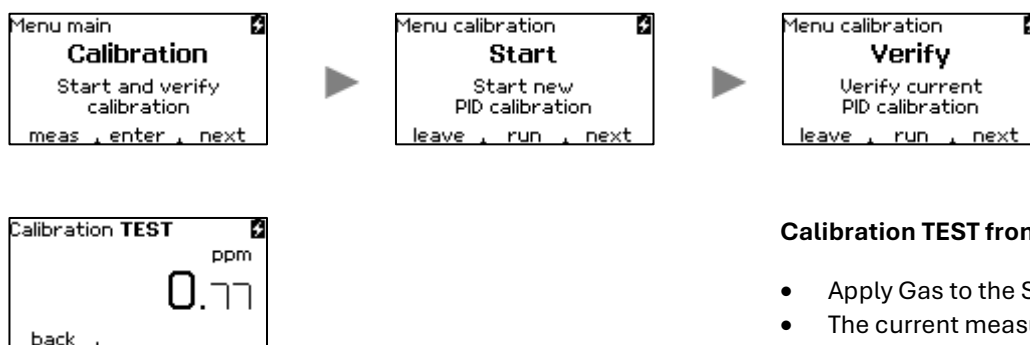 Menu main
Calibration
Start and verify
calibration
meas enter next
Menu calibration
Start
Start new
PID calibration
leave run next
Menu calibration
Verify
Verify current
PID calibration
leave run next
Calibration TEST
ppm
0.77
back
Calibration TEST
• Apply Gas to the
• The current